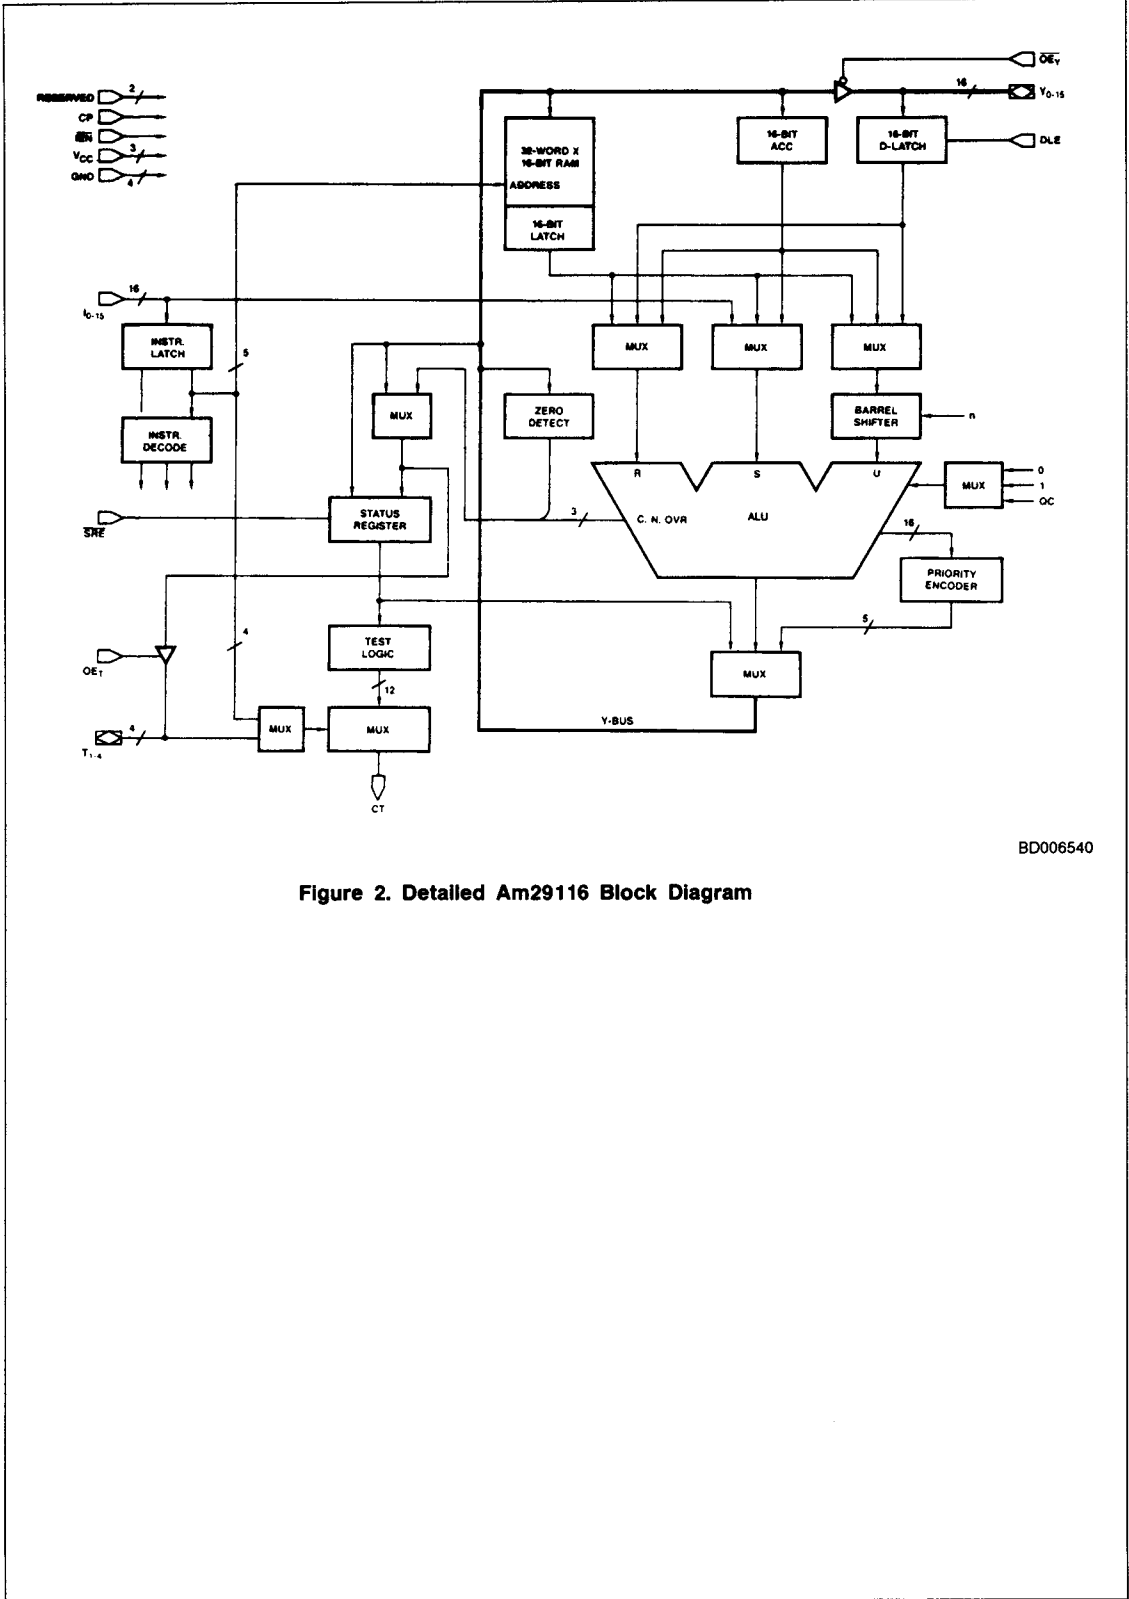 RESERVED 2
CP
IEN
VCC 3
GND 4
OEY
16 Y0-15
DLE
32-WORD X
16-BIT RAM
ADDRESS
16-BIT
LATCH
16-BIT
ACC
16-BIT
D-LATCH
I0-15 16
INSTR.
LATCH
5
INSTR.
DECODE
MUX
ZERO
DETECT
MUX
MUX
MUX
BARREL
SHIFTER
n
R
S
U
C. N. OVR
ALU
3
MUX
0
1
QC
16
PRIORITY
ENCODER
5
SRE
STATUS
REGISTER
TEST
LOGIC
12
4
OET
T1-4 4
MUX
MUX
CT
MUX
Y-BUS
BD006540
Figure 2. Detailed Am29116 Block Diagram